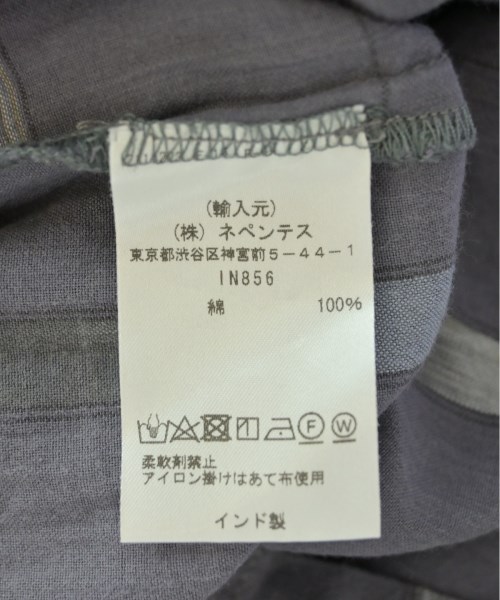 (輸入元)
(株) ネペンテス
東京都渋谷区神宮前5-44-1
IN856
綿 100%
F W
柔軟剤禁止
アイロン掛けはあて布使用
インド製